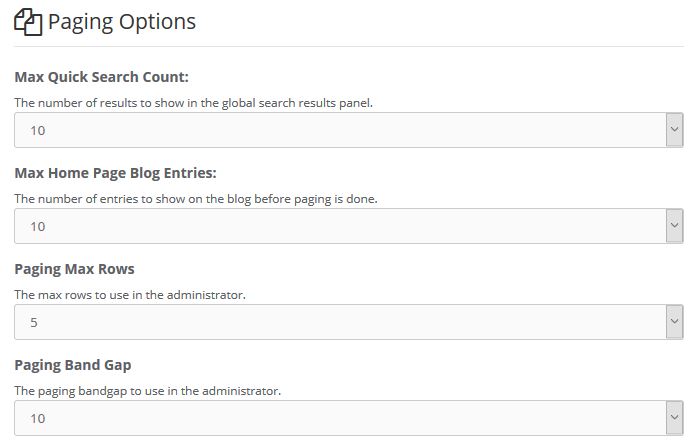 Paging Options
Max Quick Search Count:
The number of results to show in the global search results panel.
10
Max Home Page Blog Entries:
The number of entries to show on the blog before paging is done.
10
Paging Max Rows
The max rows to use in the administrator.
5
Paging Band Gap
The paging bandgap to use in the administrator.
10